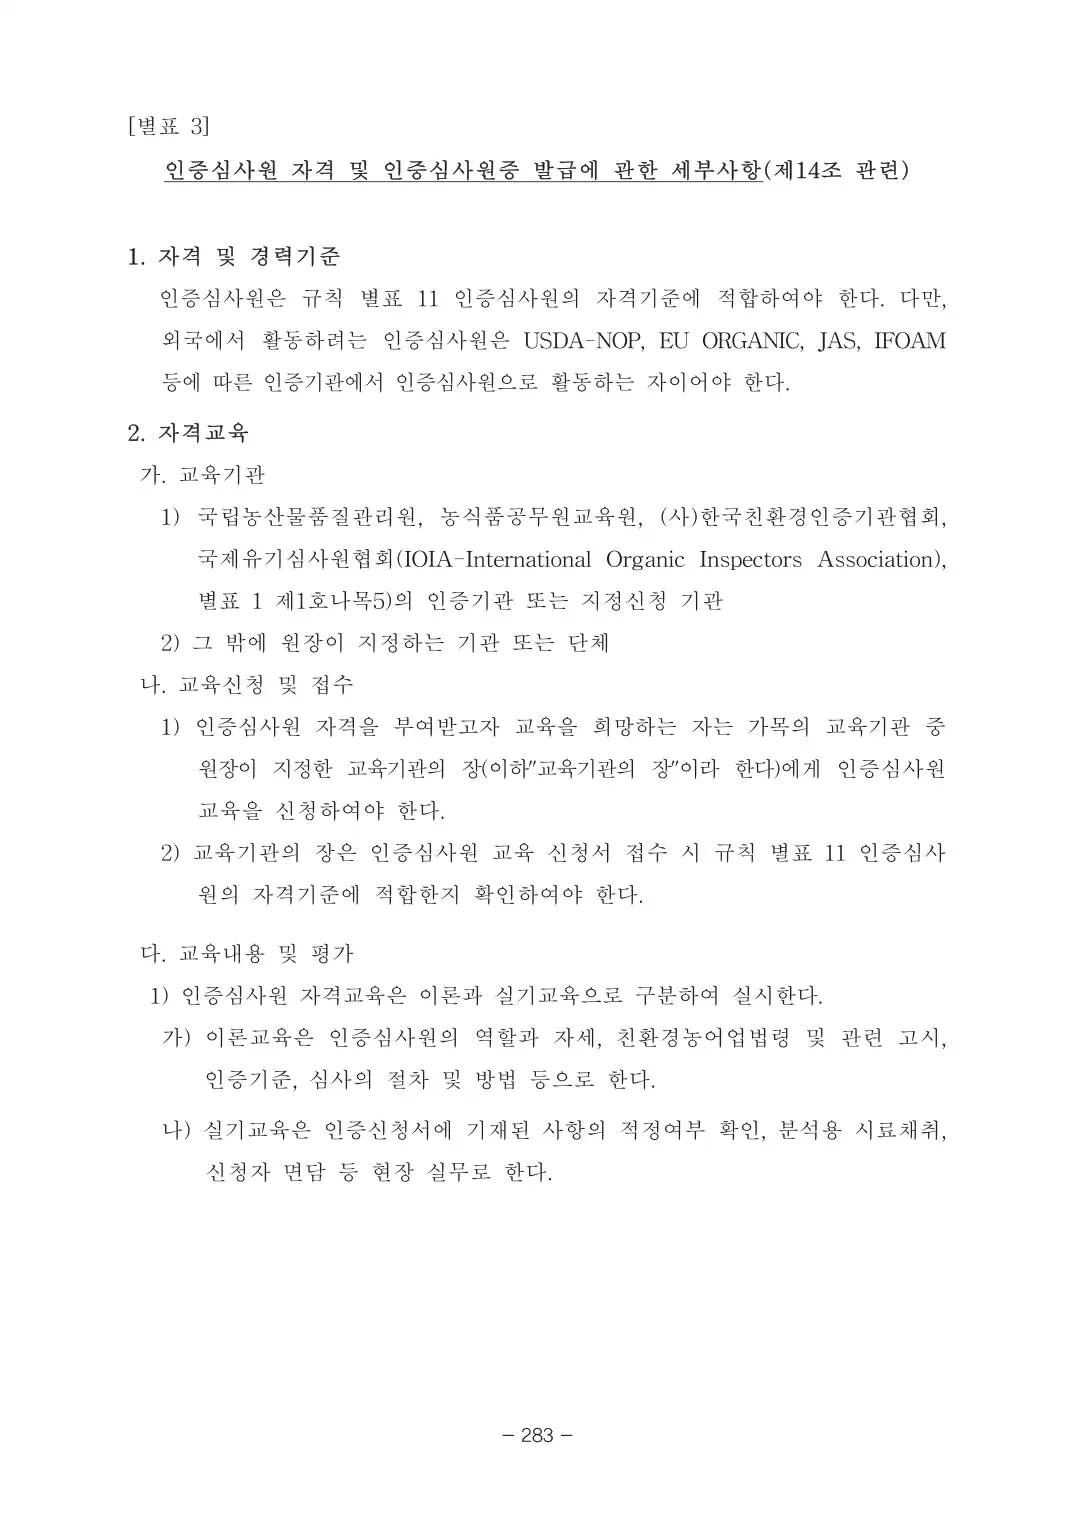 [별표 3]
인증심사원 자격 및 인증심사원증 발급에 관한 세부사항(제14조 관련)
1. 자격 및 경력기준
인증심사원은 규칙 별표 11 인증심사원의 자격기준에 적합하여야 한다. 다만,
외국에서 활동하려는 인증심사원은 USDA-NOP, EU ORGANIC, JAS, IFOAM
등에 따른 인증기관에서 인증심사원으로 활동하는 자이어야 한다.
2. 자격교육
가. 교육기관
1) 국립농산물품질관리원, 농식품공무원교육원, (사)한국친환경인증기관협회,
국제유기심사원협회(IOIA-International Organic Inspectors Association),
별표 1 제1호나목5)의 인증기관 또는 지정신청 기관
2) 그 밖에 원장이 지정하는 기관 또는 단체
나. 교육신청 및 접수
1) 인증심사원 자격을 부여받고자 교육을 희망하는 자는 가목의 교육기관 중
원장이 지정한 교육기관의 장(이하"교육기관의 장"이라 한다)에게 인증심사원
교육을 신청하여야 한다.
2) 교육기관의 장은 인증심사원 교육 신청서 접수 시 규칙 별표 11 인증심사
원의 자격기준에 적합한지 확인하여야 한다.
다. 교육내용 및 평가
1) 인증심사원 자격교육은 이론과 실기교육으로 구분하여 실시한다.
가) 이론교육은 인증심사원의 역할과 자세, 친환경농어업법령 및 관련 고시,
인증기준, 심사의 절차 및 방법 등으로 한다.
나) 실기교육은 인증신청서에 기재된 사항의 적정여부 확인, 분석용 시료채취,
신청자 면담 등 현장 실무로 한다.
- 283 -